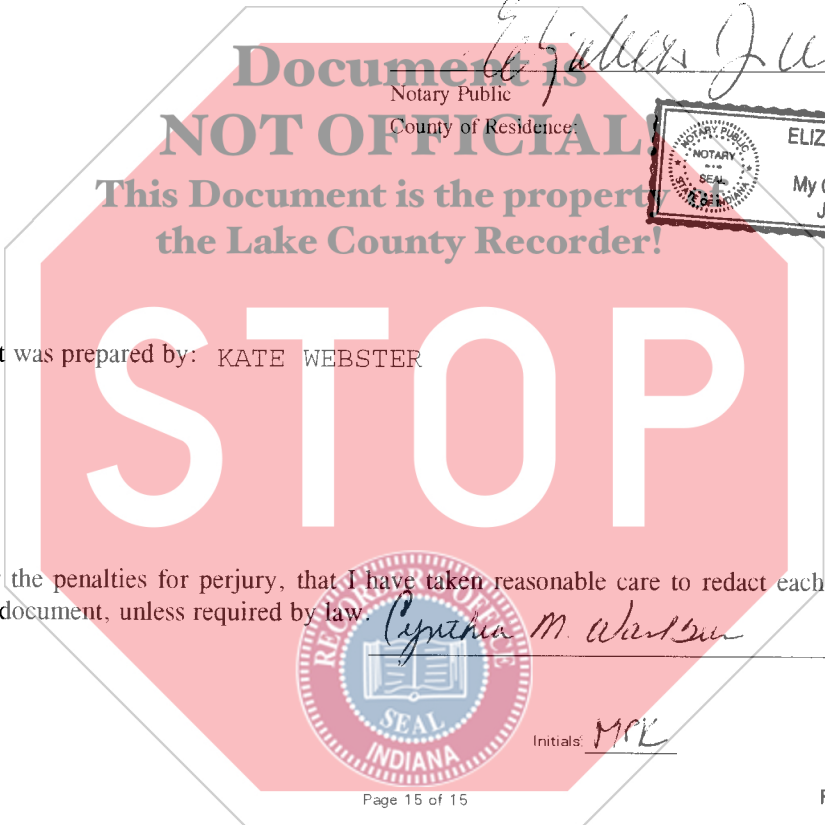 Document is
Notary Public
NOT OFFICIAL!
County of Residence:
NOTARY PUBLIC
NOTARY
SEAL
STATE OF INDIANA
ELIZ
My
This Document is the property of
the Lake County Recorder!
STOP
t was prepared by: KATE WEBSTER
the penalties for perjury, that I have taken reasonable care to redact each
document, unless required by law.
Cynthia M.
SEAL
INDIANA
Initials: MPK
Page 15 of 15